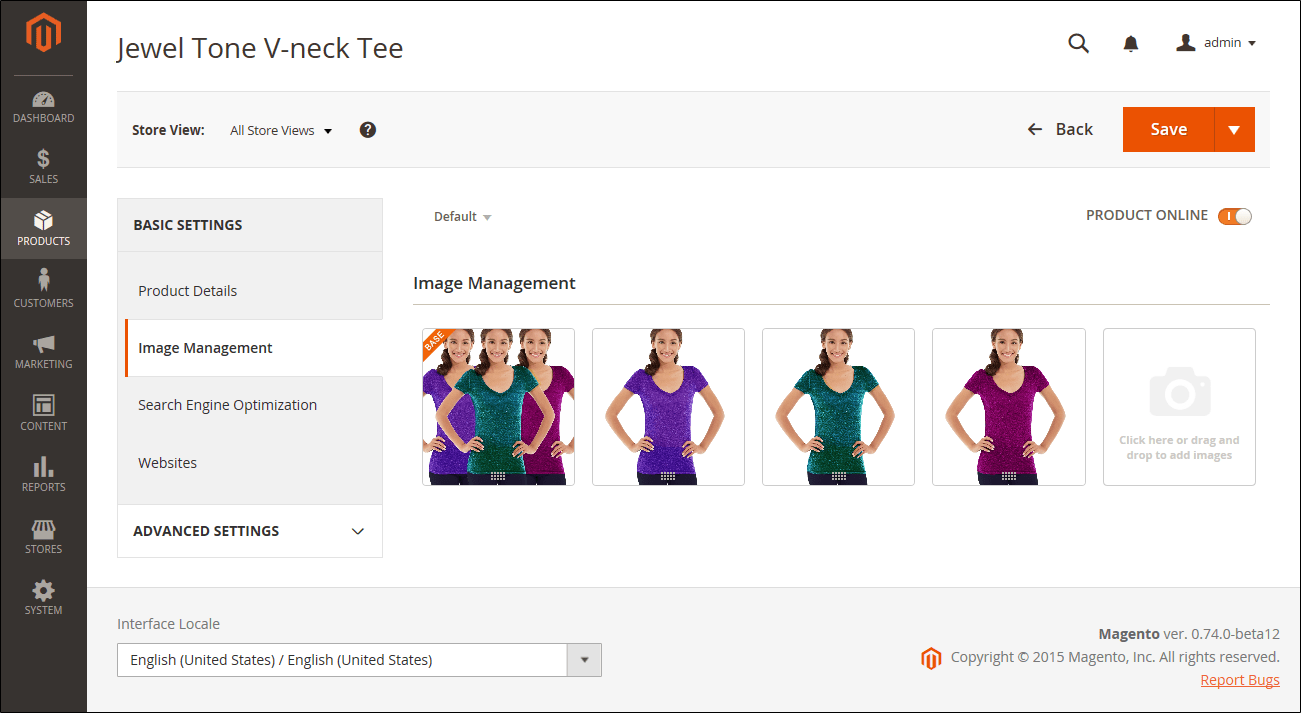 Jewel Tone V-neck Tee
admin
DASHBOARD
SALES
PRODUCTS
CUSTOMERS
MARKETING
CONTENT
REPORTS
STORES
SYSTEM
Store View: All Store Views ?
Back Save
BASIC SETTINGS
Product Details
Image Management
Search Engine Optimization
Websites
ADVANCED SETTINGS
Default
PRODUCT ONLINE
Image Management
BASE
Click here or drag and
drop to add images
Interface Locale
English (United States) / English (United States)
Magento ver. 0.74.0-beta12
Copyright © 2015 Magento, Inc. All rights reserved.
Report Bugs